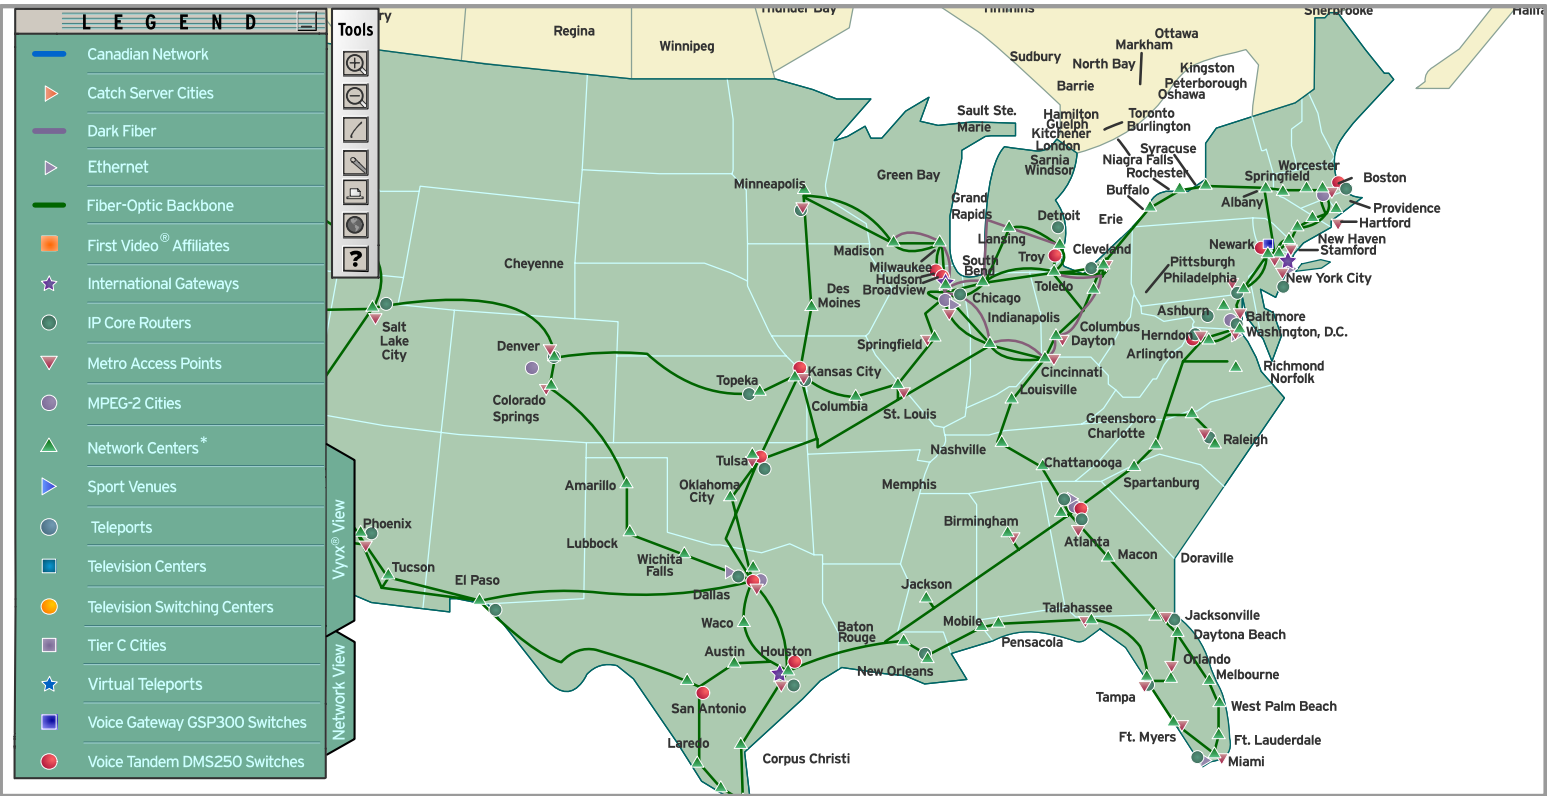 L E G E N D
Canadian Network
Catch Server Cities
Dark Fiber
Ethernet
Fiber-Optic Backbone
First Video® Affiliates
International Gateways
IP Core Routers
Metro Access Points
MPEG-2 Cities
Network Centers*
Sport Venues
Teleports
Television Centers
Television Switching Centers
Tier C Cities
Virtual Teleports
Voice Gateway GSP300 Switches
Voice Tandem DMS250 Switches
Tools
?
Vyvx® View
Network View
Regina
Winnipeg
Thunder Bay
Timmins
Sherbrooke
Ottawa
Markham
Sudbury
North Bay
Kingston
Peterborough
Barrie
Oshawa
Sault Ste.
Marie
Hamilton
Guelph
Kitchener
London
Sarnia
Windsor
Toronto
Burlington
Syracuse
Niagra Falls
Rochester
Buffalo
Worcester
Springfield
Boston
Albany
Providence
Hartford
New Haven
Stamford
Newark
New York City
Minneapolis
Green Bay
Grand
Rapids
Detroit
Erie
Lansing
Madison
Troy
Cleveland
Milwaukee
Hudson
South
Bend
Broadview
Toledo
Chicago
Pittsburgh
Philadelphia
Cheyenne
Des
Moines
Indianapolis
Columbus
Dayton
Ashburn
Baltimore
Herndon
Washington, D.C.
Arlington
Salt
Lake
City
Denver
Springfield
Cincinnati
Richmond
Norfolk
Topeka
Kansas City
Louisville
Colorado
Springs
Columbia
St. Louis
Greensboro
Charlotte
Raleigh
Nashville
Tulsa
Chattanooga
Amarillo
Oklahoma
City
Memphis
Spartanburg
Phoenix
Birmingham
Atlanta
Lubbock
Wichita
Falls
Macon
Doraville
Tucson
El Paso
Dallas
Jackson
Tallahassee
Jacksonville
Waco
Baton
Rouge
Mobile
Daytona Beach
Pensacola
Austin
Houston
New Orleans
Orlando
Melbourne
Tampa
San Antonio
West Palm Beach
Laredo
Ft. Myers
Ft. Lauderdale
Corpus Christi
Miami